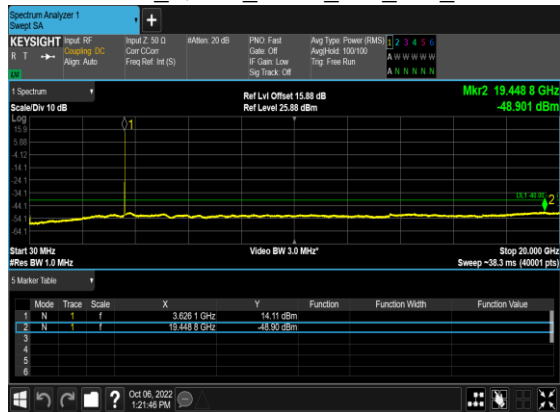 Spectrum Analyzer 1
Swept SA
+
KEYSIGHT
R T
Input: RF
Coupling: DC
Align: Auto
Input Z: 50 Ω
Corr CCorr
Freq Ref: Int (S)
#Atten: 20 dB
PNO: Fast
Gate: Off
IF Gain: Low
Sig Track: Off
Avg Type: Power (RMS)
Avg|Hold: 100/100
Trig: Free Run
1 2 3 4 5 6
A W W W W W
A N N N N N
1 Spectrum
Scale/Div 10 dB
Ref Lvl Offset 15.88 dB
Ref Level 25.88 dBm
Mkr2 19.448 8 GHz
-48.901 dBm
Log
15.9
5.88
-4.12
-14.1
-24.1
-34.1
-44.1
-54.1
-64.1
1
2
Start 30 MHz
#Res BW 1.0 MHz
Video BW 3.0 MHz*
Stop 20.000 GHz
Sweep ~38.3 ms (40001 pts)
5 Marker Table
Mode Trace Scale X Y Function Function Width Function Value
1 N 1 f 3.626 1 GHz 14.11 dBm
2 N 1 f 19.448 8 GHz -48.90 dBm
3
4
5
6
?
Oct 06, 2022
1:21:46 PM